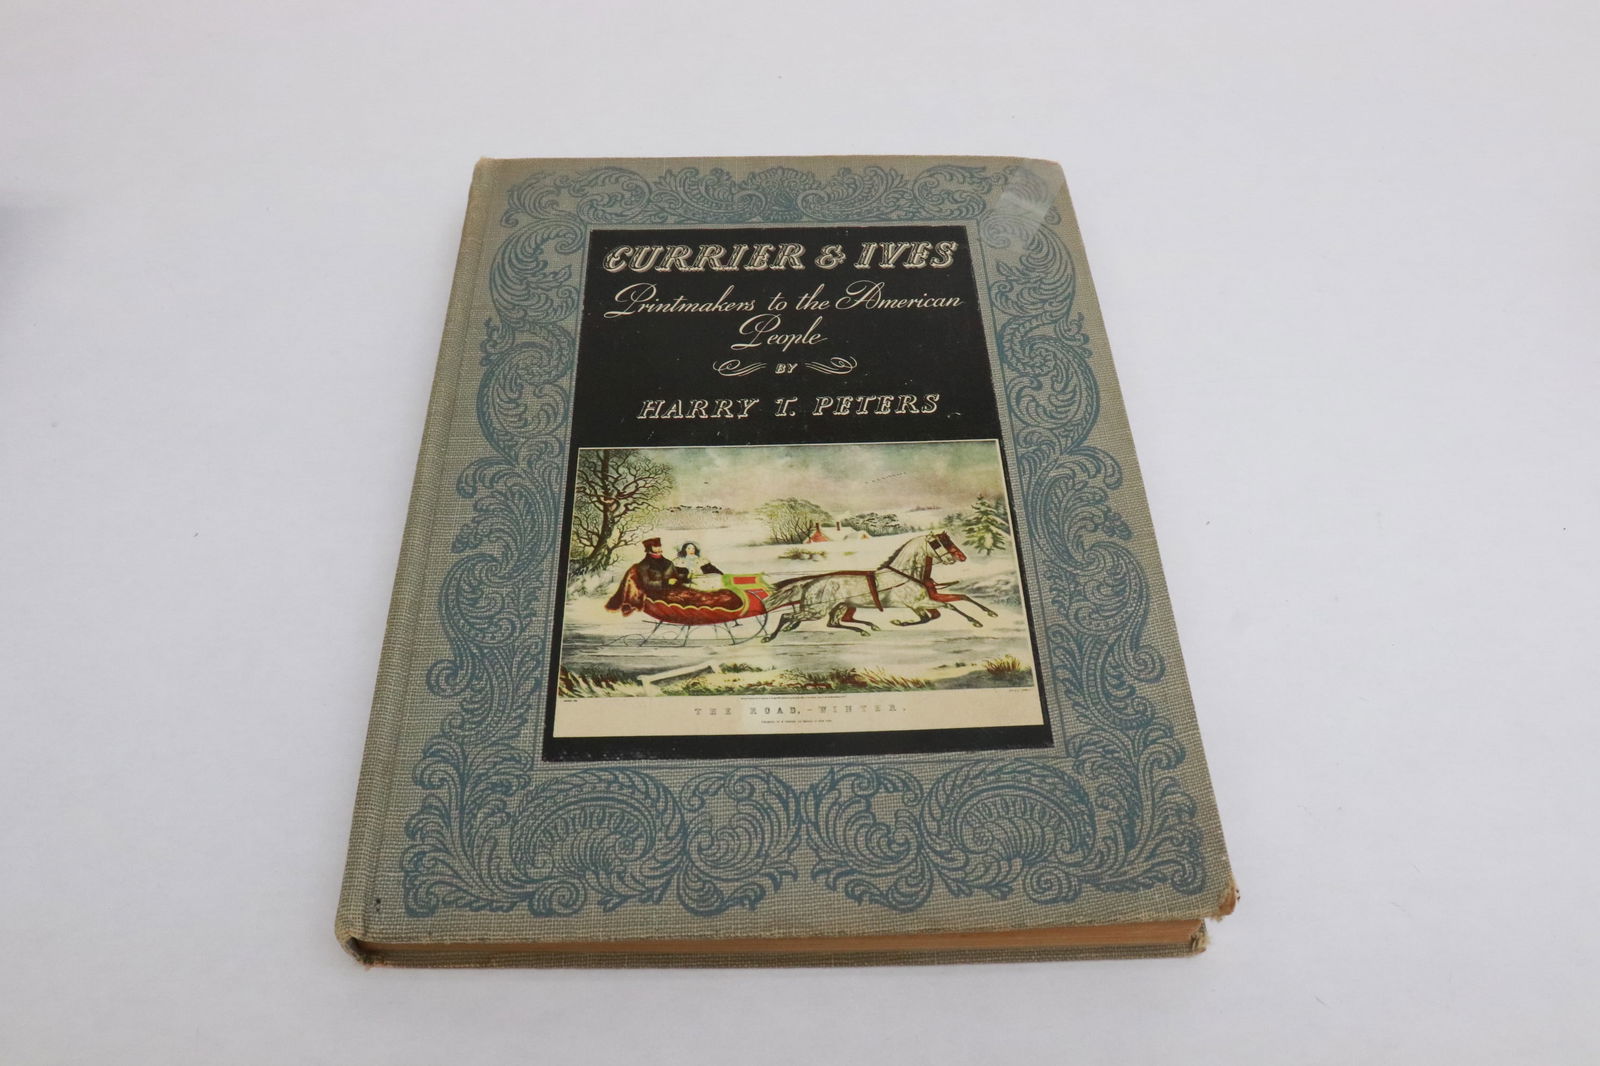 CURRIER & IVES
Printmakers to the American
People
BY
HARRY T. PETERS
THE ROAD, - WINTER.